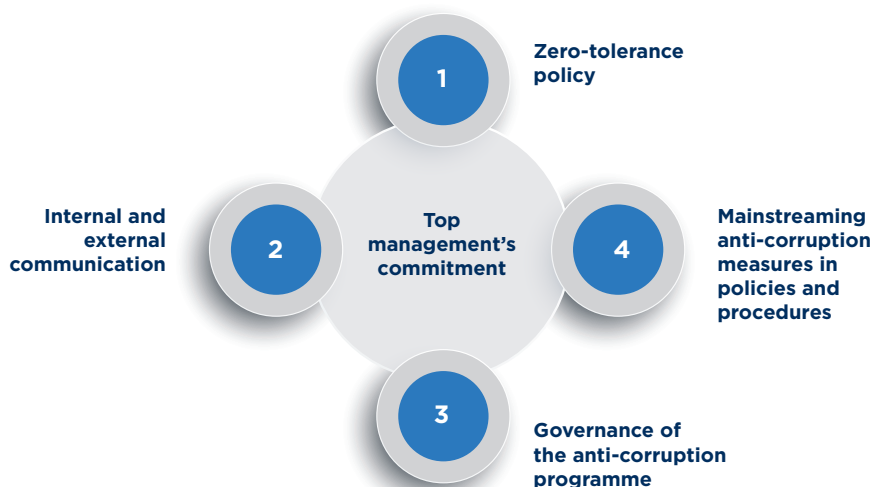 1
Zero-tolerance
policy
Internal and
external
communication
2
Top
management’s
commitment
4
Mainstreaming
anti-corruption
measures in
policies and
procedures
3
Governance of
the anti-corruption
programme